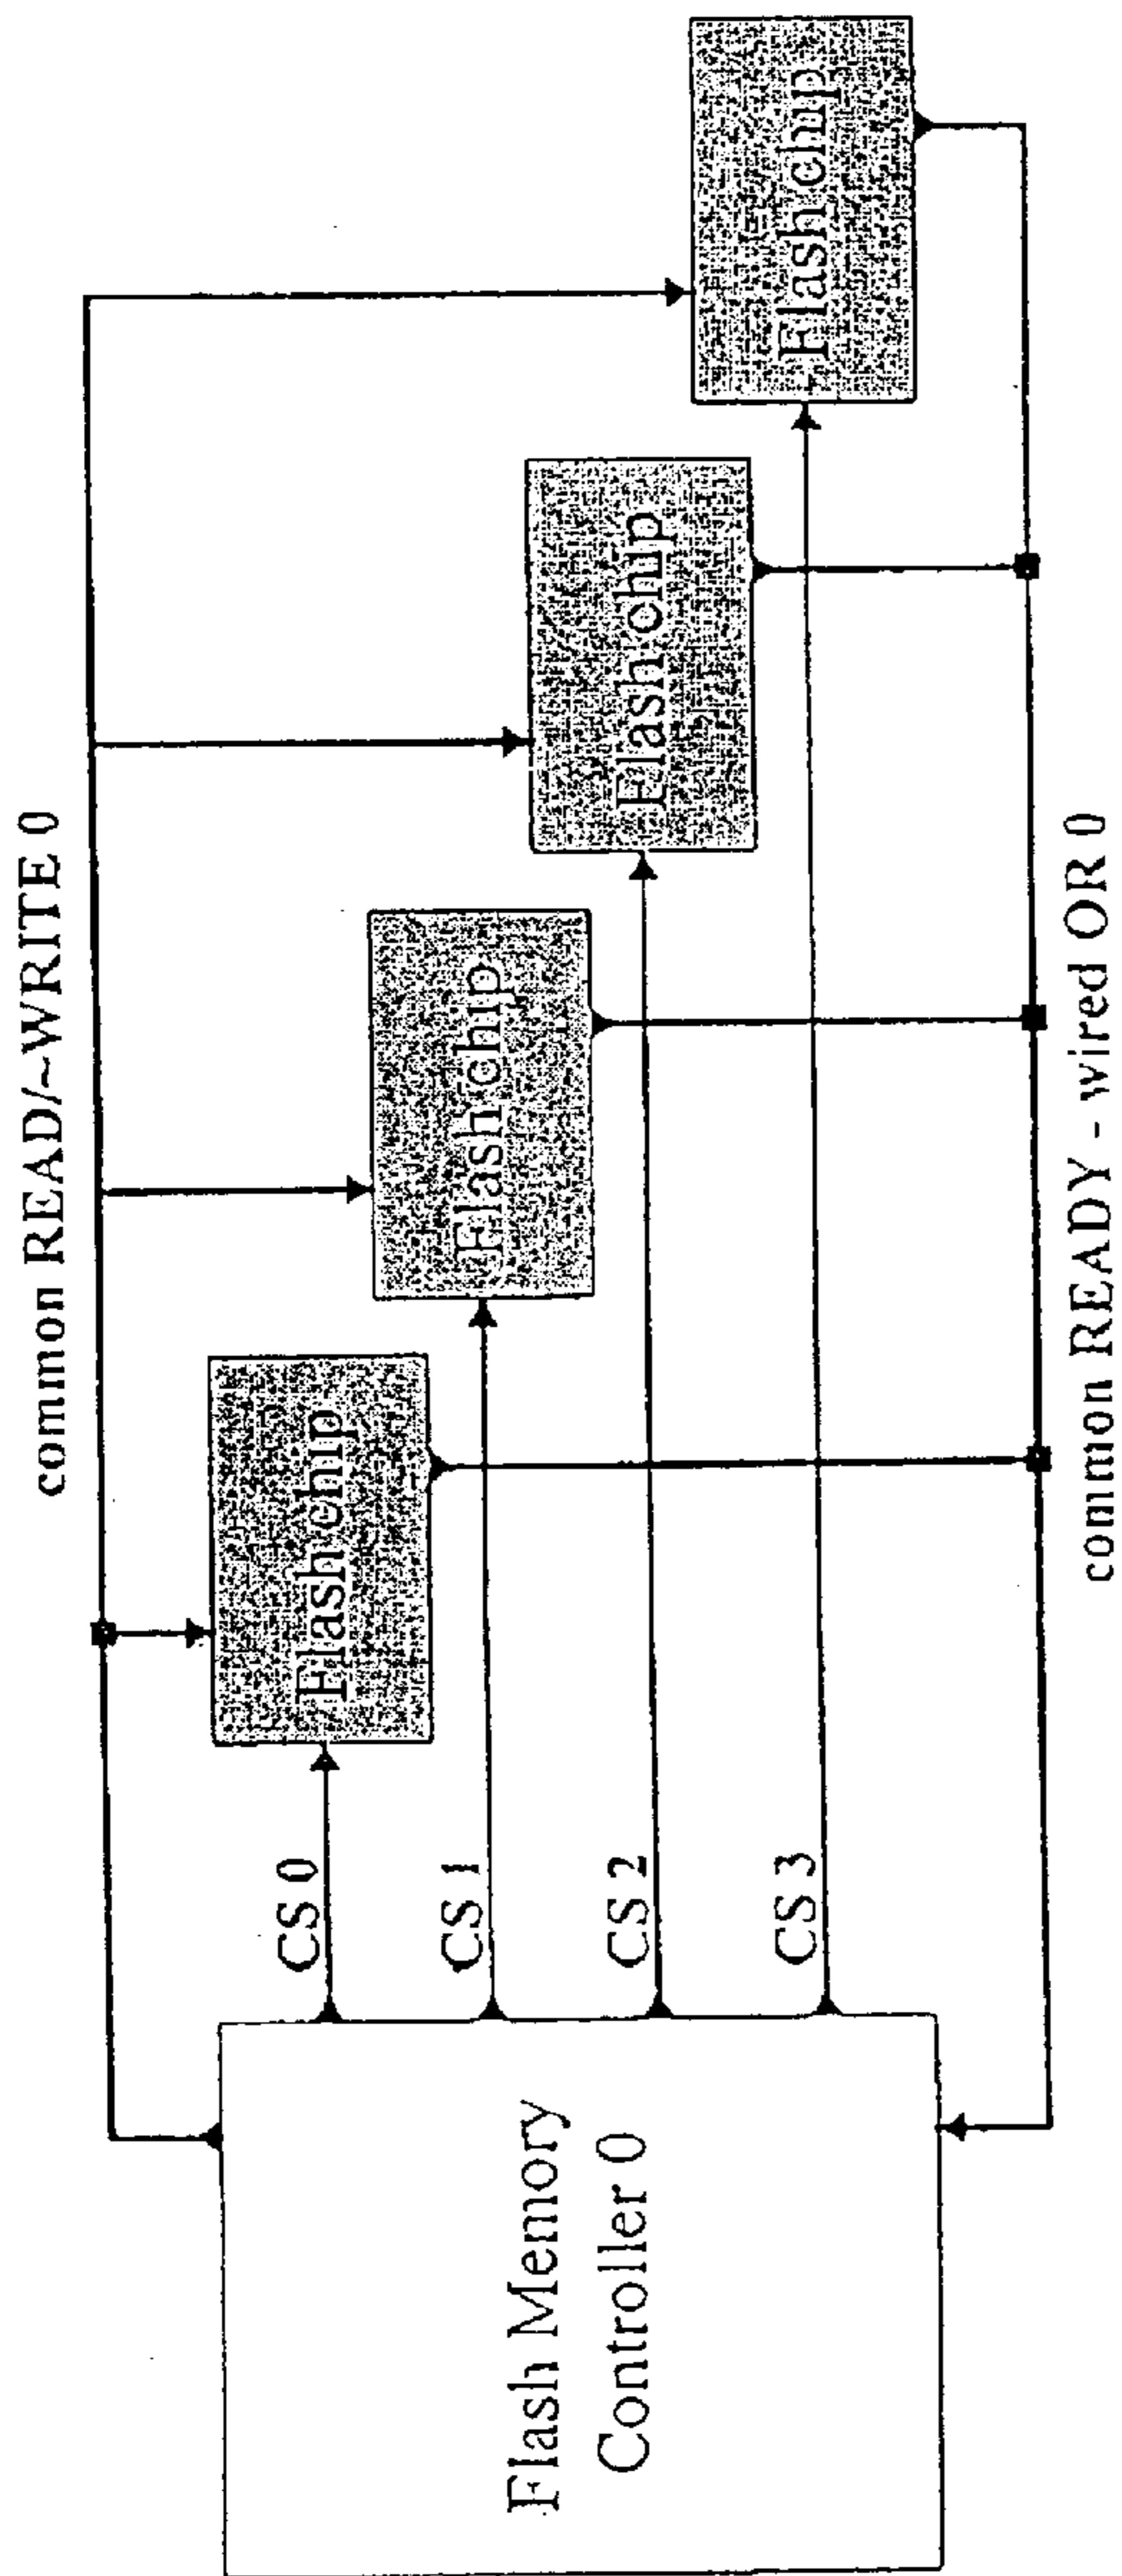 common READ/~WRITE 0
Flash chip
Flash chip
Flash chip
Flash chip
CS 0
CS 1
CS 2
CS 3
Flash Memory
Controller 0
common READY - wired OR 0